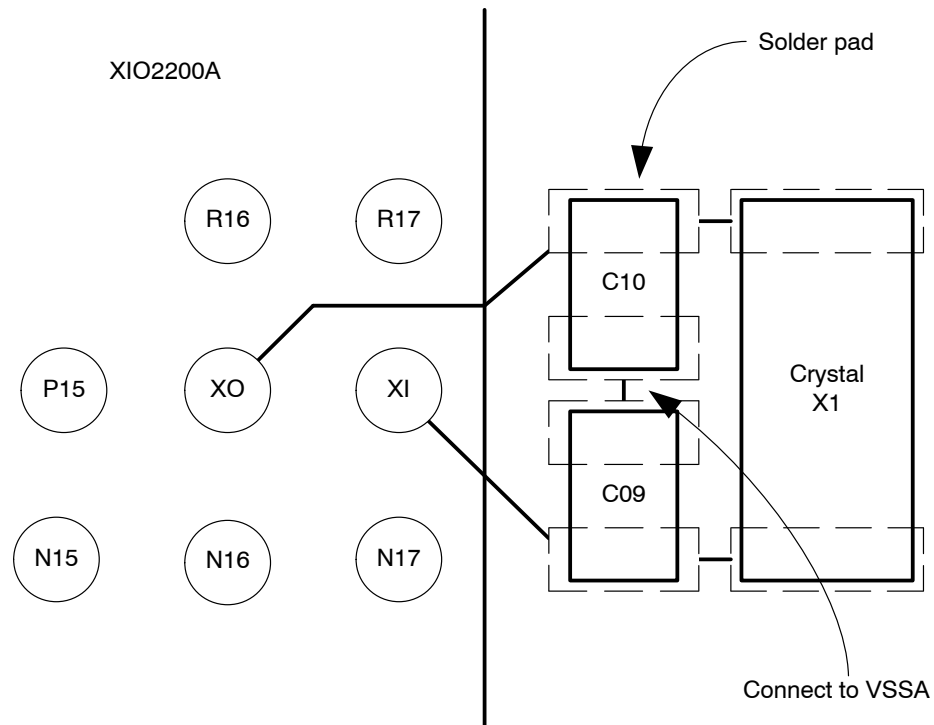 Solder pad
XIO2200A
R16
R17
C10
P15
XO
XI
Crystal
X1
C09
N15
N16
N17
Connect to VSSA